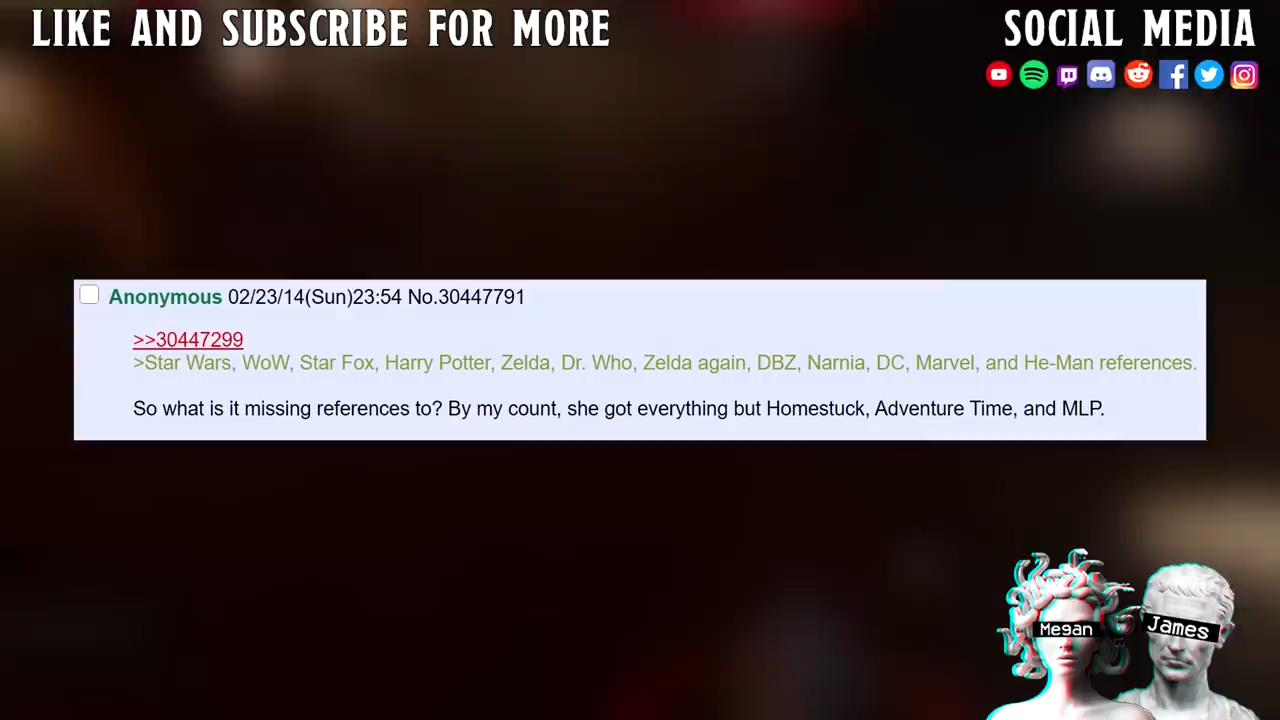 LIKE AND SUBSCRIBE FOR MORE
SOCIAL MEDIA
Anonymous 02/23/14(Sun)23:54 No.30447791
>>30447299
>Star Wars, WoW, Star Fox, Harry Potter, Zelda, Dr. Who, Zelda again, DBZ, Narnia, DC, Marvel, and He-Man references.
So what is it missing references to? By my count, she got everything but Homestuck, Adventure Time, and MLP.
Megan
James